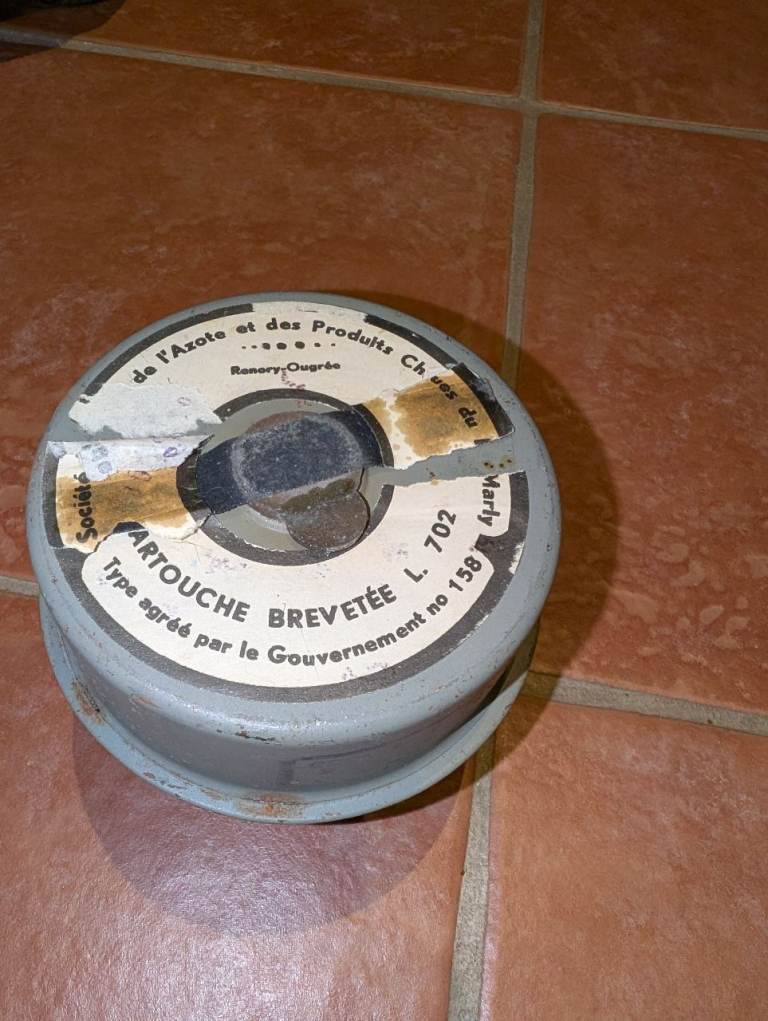 Société de l'Azote et des Produits Ch ues du Marly
Renory-Ougrée
ARTOUCHE BREVETÉE L. 702
Type agréé par le Gouvernement no 158